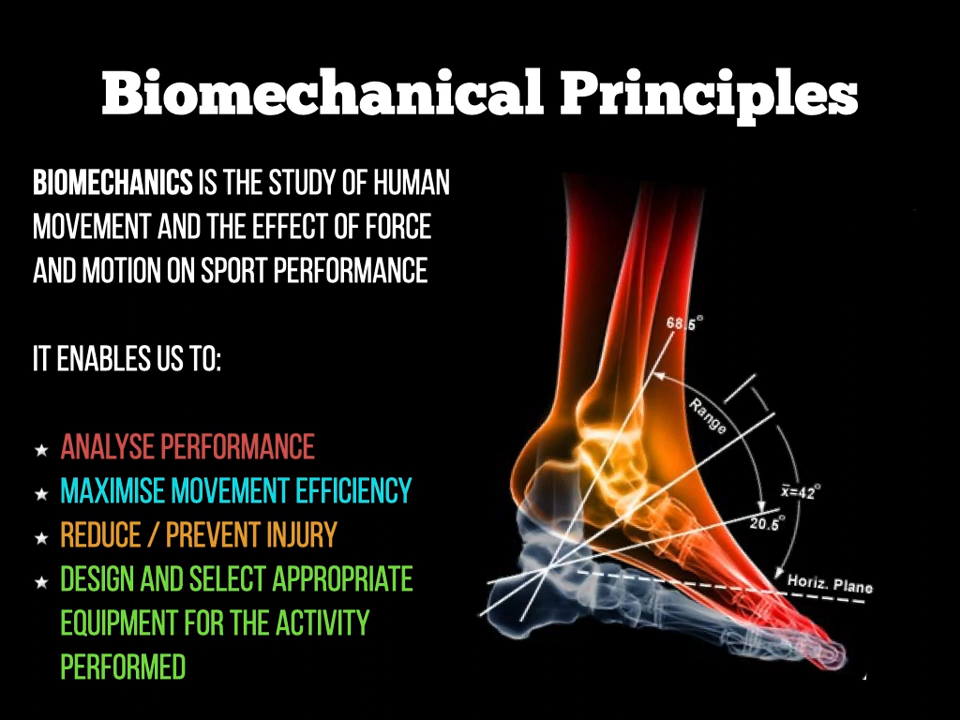 Biomechanical Principles
BIOMECHANICS IS THE STUDY OF HUMAN
MOVEMENT AND THE EFFECT OF FORCE
AND MOTION ON SPORT PERFORMANCE
IT ENABLES US TO:
ANALYSE PERFORMANCE
MAXIMISE MOVEMENT EFFICIENCY
REDUCE / PREVENT INJURY
DESIGN AND SELECT APPROPRIATE
EQUIPMENT FOR THE ACTIVITY
PERFORMED
68.5°
Range
x̄=42°
20.5°
Horiz. Plane